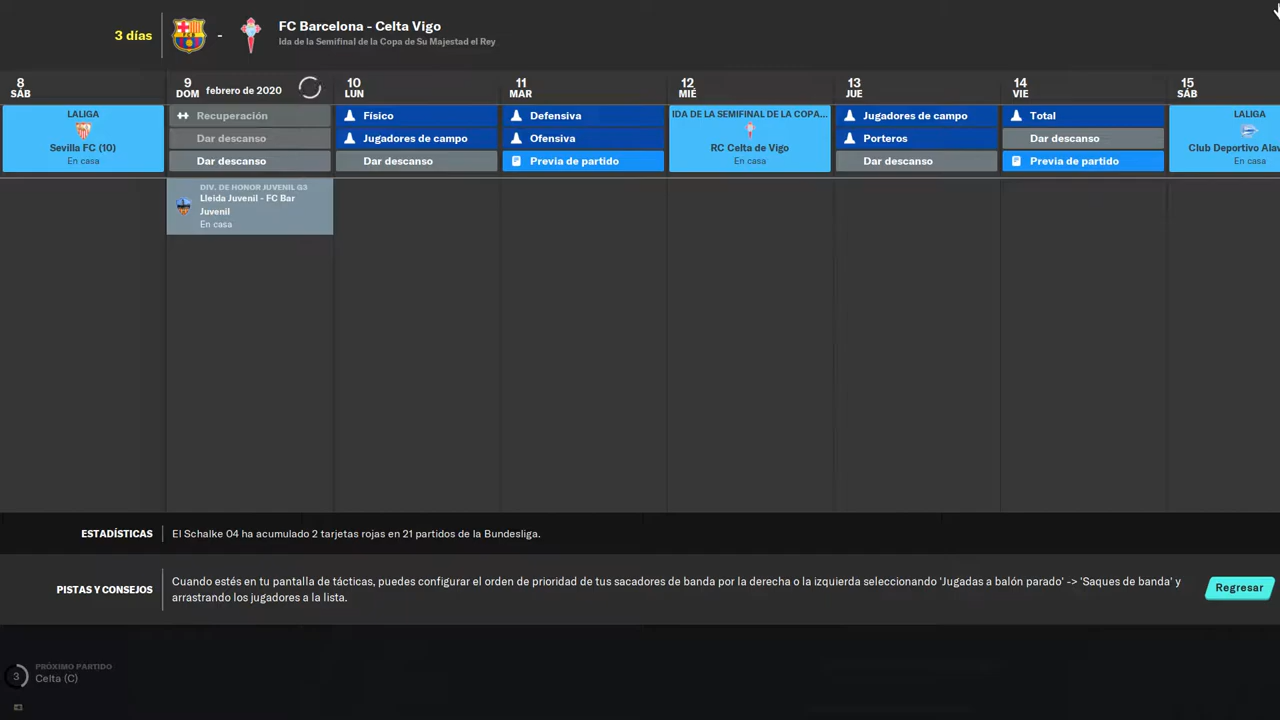 3 días
FC Barcelona - Celta Vigo
Ida de la Semifinal de la Copa de Su Majestad el Rey
8
SÁB
9
DOM febrero de 2020
10
LUN
11
MAR
12
MIÉ
13
JUE
14
VIE
15
SÁB
LALIGA
Sevilla FC (10)
En casa
Recuperación
Dar descanso
Dar descanso
Físico
Jugadores de campo
Dar descanso
Defensiva
Ofensiva
Previa de partido
IDA DE LA SEMIFINAL DE LA COPA...
RC Celta de Vigo
En casa
Jugadores de campo
Porteros
Dar descanso
Total
Dar descanso
Previa de partido
LALIGA
Club Deportivo Alav
En casa
DIV. DE HONOR JUVENIL G3
Lleida Juvenil - FC Bar
Juvenil
En casa
ESTADÍSTICAS
El Schalke 04 ha acumulado 2 tarjetas rojas en 21 partidos de la Bundesliga.
PISTAS Y CONSEJOS
Cuando estés en tu pantalla de tácticas, puedes configurar el orden de prioridad de tus sacadores de banda por la derecha o la izquierda seleccionando 'Jugadas a balón parado' -> 'Saques de banda' y
arrastrando los jugadores a la lista.
Regresar
3
PRÓXIMO PARTIDO
Celta (C)